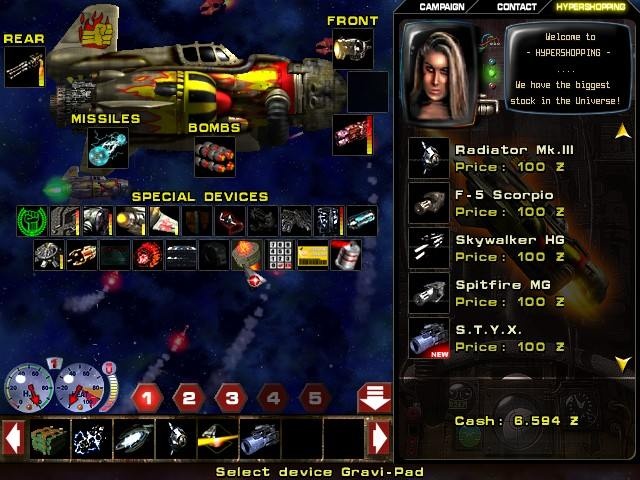 CAMPAIGN CONTACT HYPERSHOPPING
FRONT
REAR
Welcome to
- HYPERSHOPPING -
....
We have the biggest
stock in the Universe!
MISSILES
BOMBS
Radiator Mk.III
Price: 100 Z
F-5 Scorpio
Price: 100 Z
SPECIAL DEVICES
Skywalker HG
Price: 100 Z
Spitfire MG
Price: 100 Z
S.T.Y.X.
Price: 100 Z
NEW
1 2 3 4 5
Cash: 6.594 Z
Select device Gravi-Pad